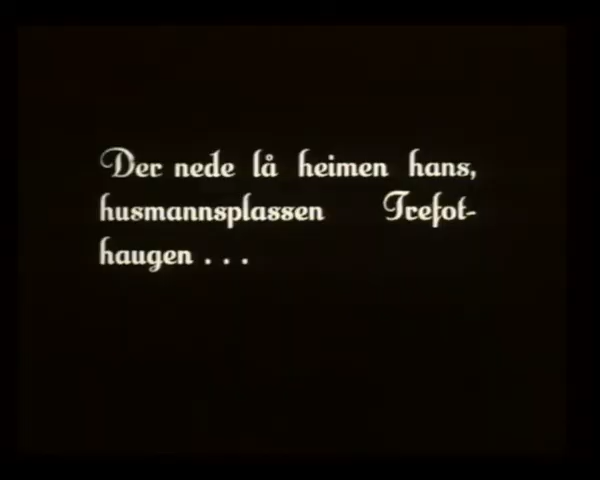 Der nede lå heimen hans,
husmannsplassen Trefot-
haugen . . .